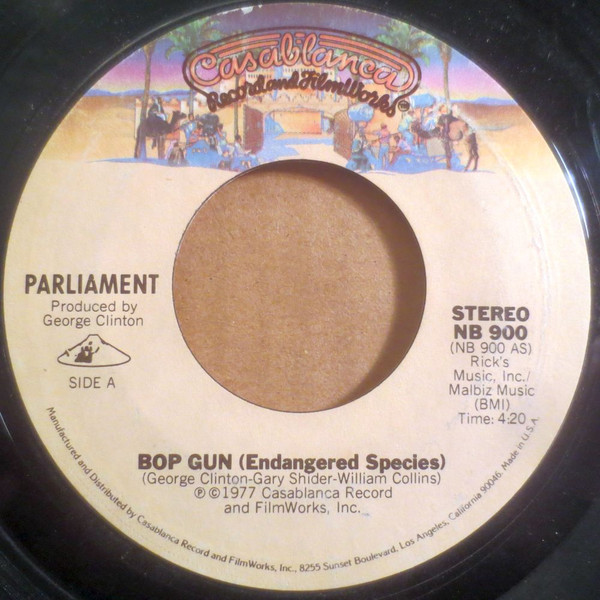 Casablanca
Record and FilmWorks
PARLIAMENT
Produced by
George Clinton
SIDE A
STEREO
NB 900
(NB 900 AS)
Rick's
Music, Inc./
Malbiz Music
(BMI)
Time: 4:20
BOP GUN (Endangered Species)
(George Clinton-Gary Shider-William Collins)
℗ © 1977 Casablanca Record
and FilmWorks, Inc.
Manufactured and Distributed by Casablanca Record and FilmWorks, Inc., 8255 Sunset Boulevard, Los Angeles, California 90046. Made in U.S.A.